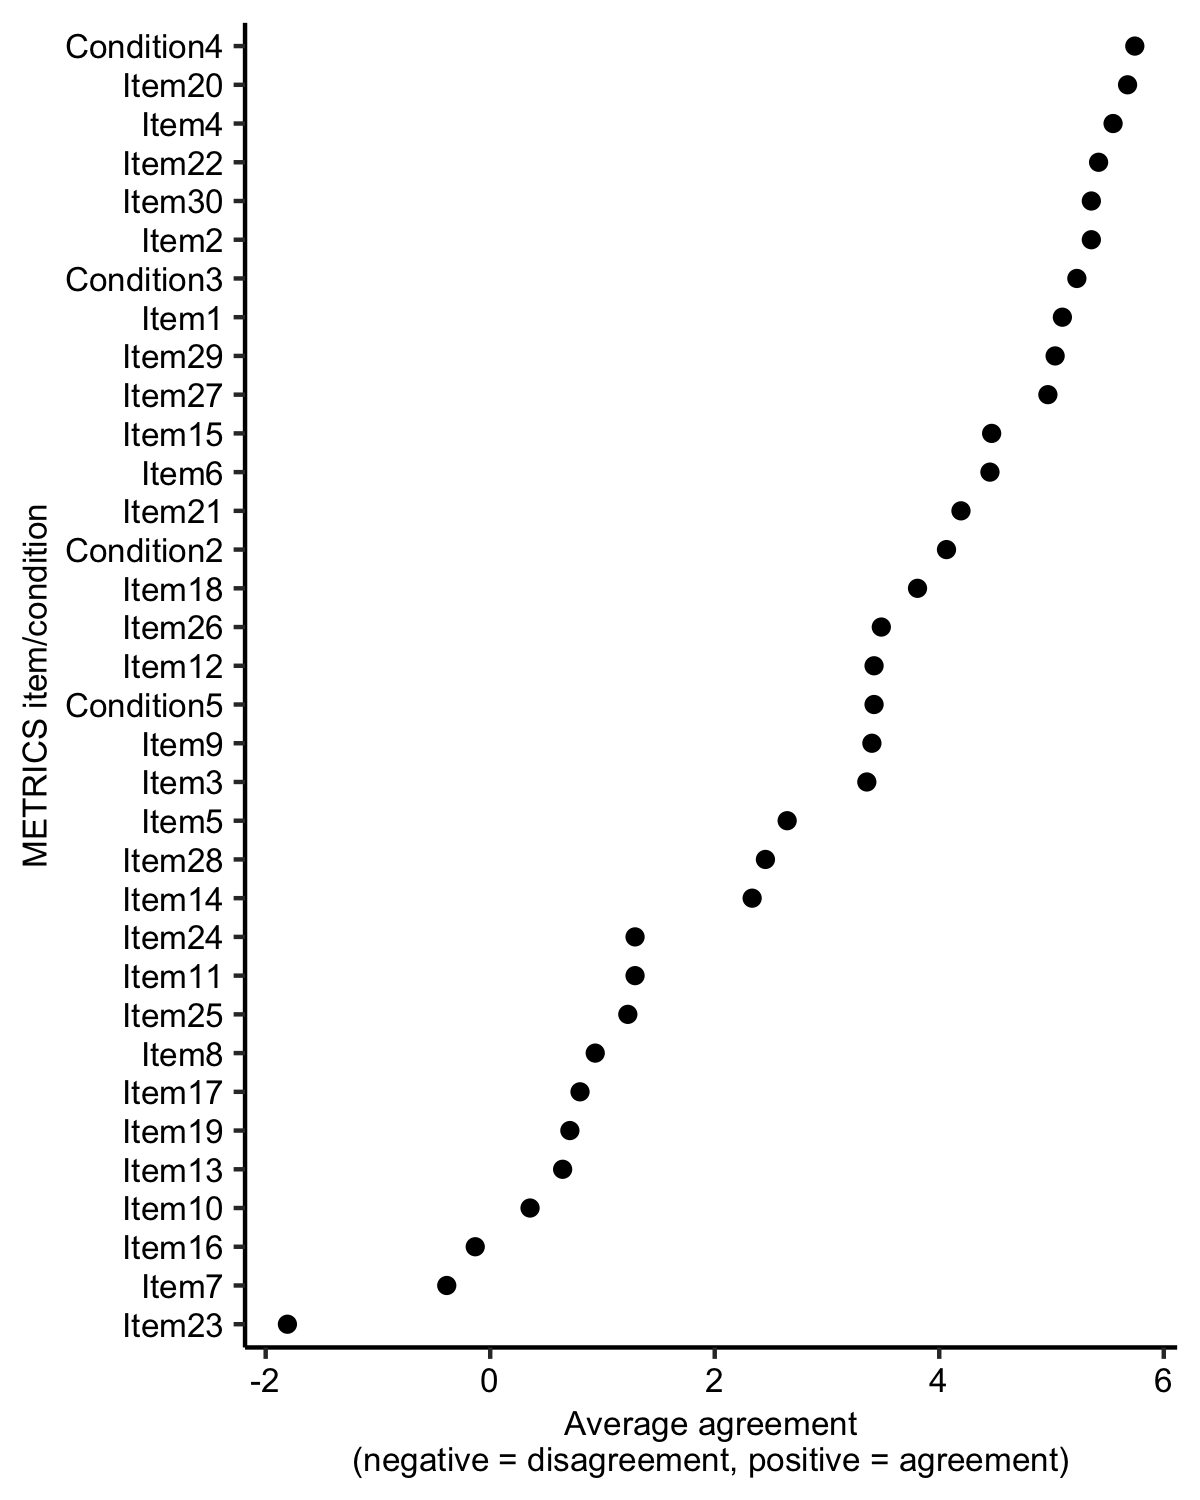 METRICS item/condition
Condition4
Item20
Item4
Item22
Item30
Item2
Condition3
Item1
Item29
Item27
Item15
Item6
Item21
Condition2
Item18
Item26
Item12
Condition5
Item9
Item3
Item5
Item28
Item14
Item24
Item11
Item25
Item8
Item17
Item19
Item13
Item10
Item16
Item7
Item23
-2 0 2 4 6
Average agreement
(negative = disagreement, positive = agreement)